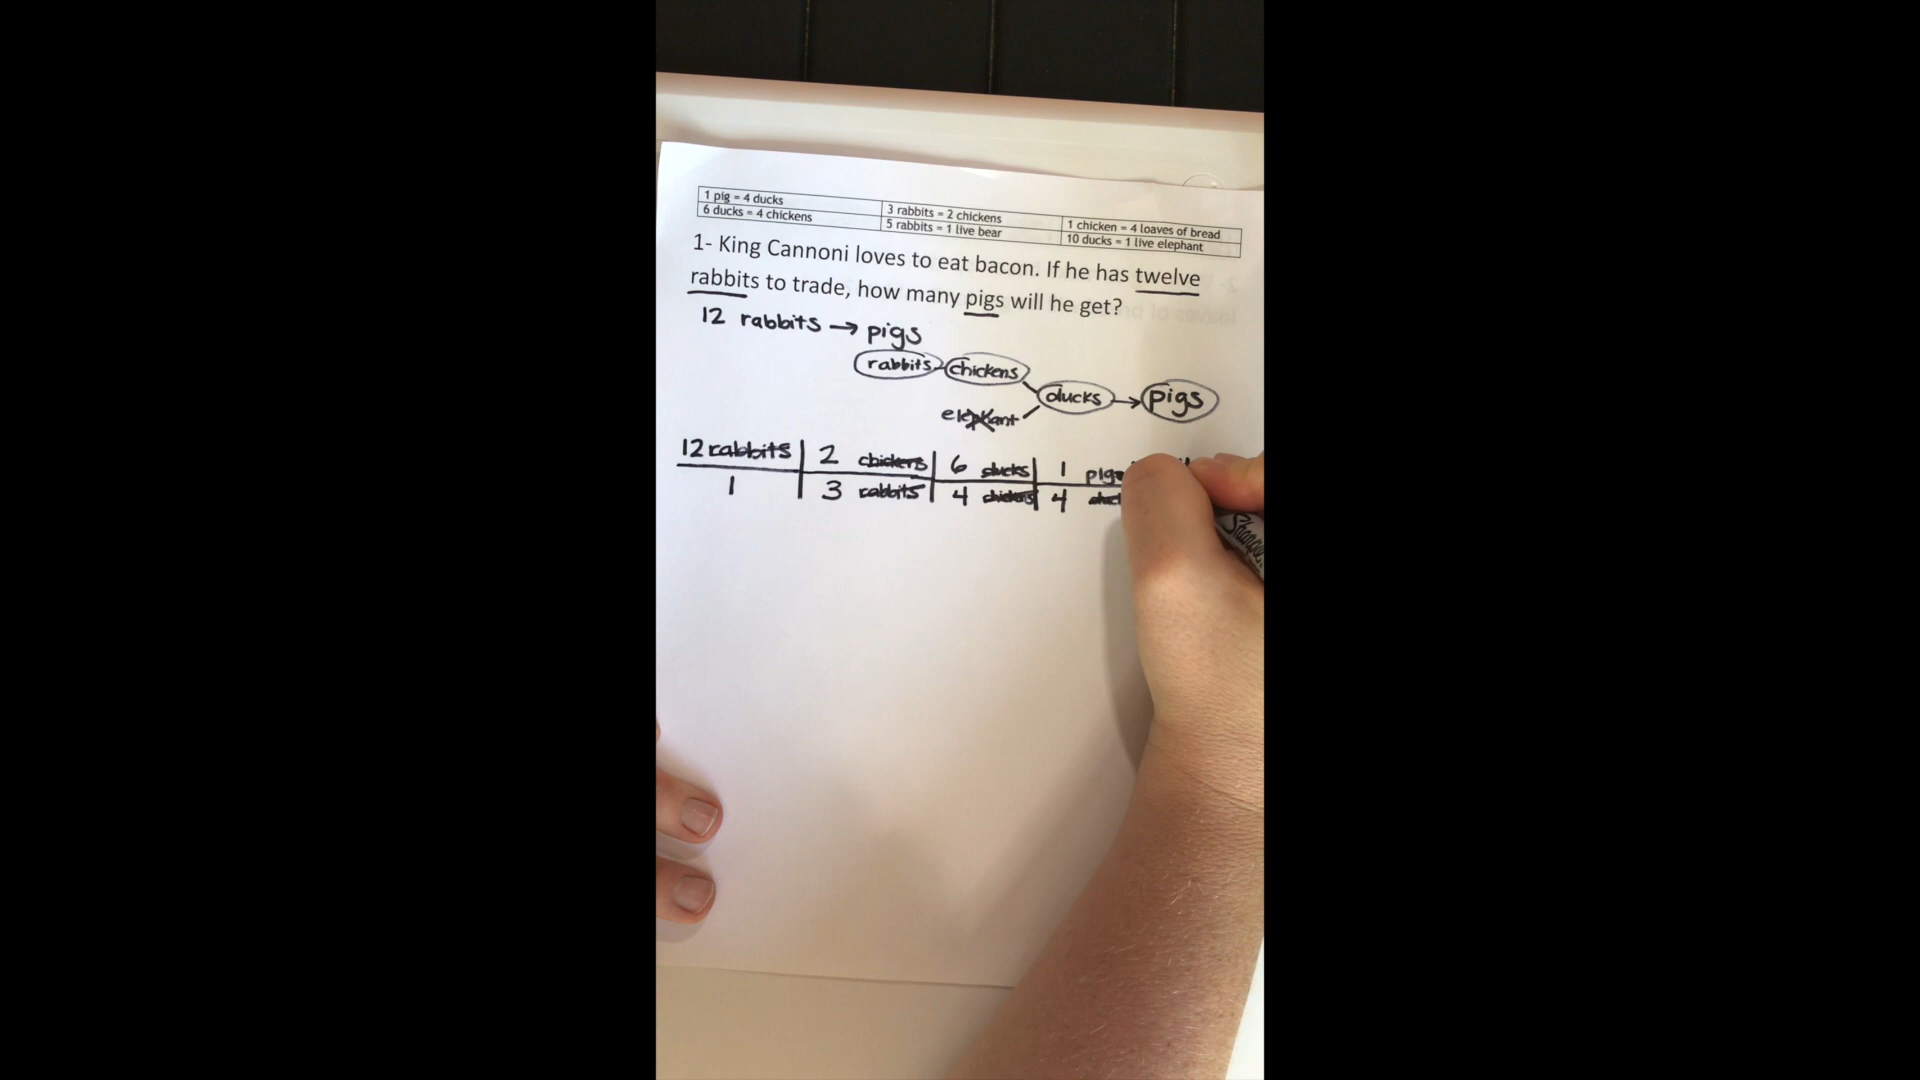 1 pig = 4 ducks
3 rabbits = 2 chickens
1 chicken = 4 loaves of bread
6 ducks = 4 chickens
5 rabbits = 1 live bear
10 ducks = 1 live elephant
1- King Cannoni loves to eat bacon. If he has twelve
rabbits to trade, how many pigs will he get?
12 rabbits → pigs
rabbits chickens
ducks → pigs
elephant
12 rabbits 2 chickens 6 ducks 1 pig
1 3 rabbits 4 chickens 4
Sharpie